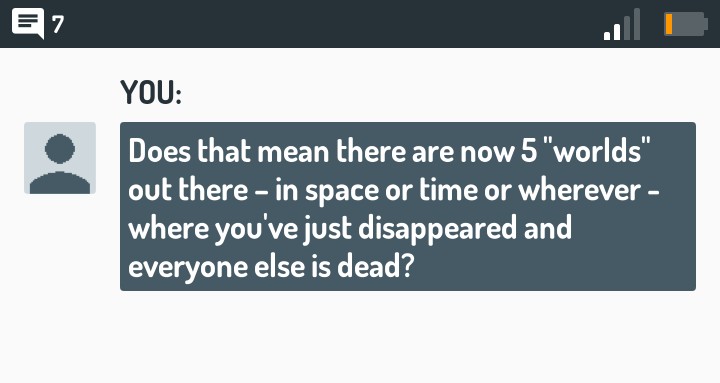 7
YOU:
Does that mean there are now 5 "worlds"
out there – in space or time or wherever -
where you've just disappeared and
everyone else is dead?